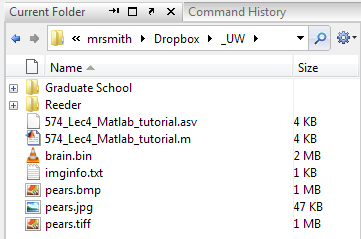 Current Folder
Command History
« mrsmith ▸ Dropbox ▸ _UW ▸
Name ▲ Size
Graduate School
Reeder
574_Lec4_Matlab_tutorial.asv 4 KB
574_Lec4_Matlab_tutorial.m 4 KB
brain.bin 2 MB
imginfo.txt 1 KB
pears.bmp 1 MB
pears.jpg 47 KB
pears.tiff 1 MB